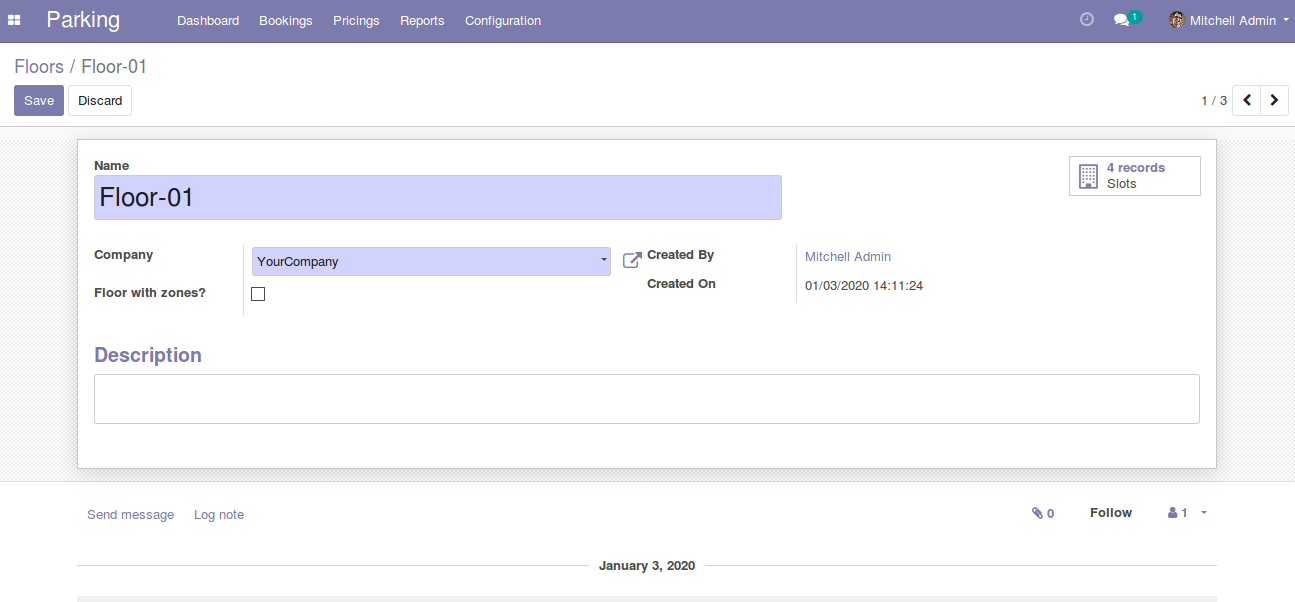 Parking Dashboard Bookings Pricings Reports Configuration 1 Mitchell Admin
Floors / Floor-01
Save Discard 1 / 3
Name
4 records
Slots
Floor-01
Company YourCompany Created By Mitchell Admin
Floor with zones? Created On 01/03/2020 14:11:24
Description
Send message Log note 0 Follow 1
January 3, 2020